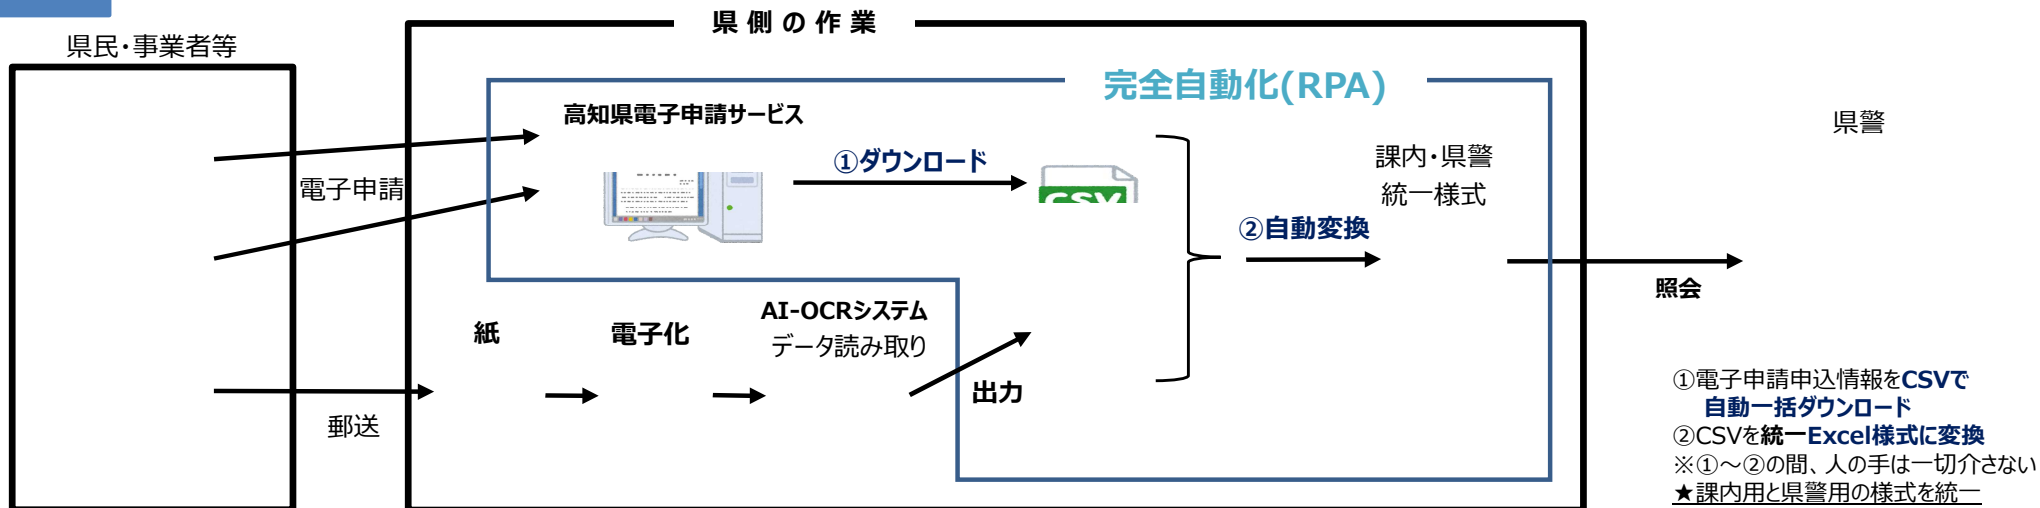 県側の作業
県民・事業者等
完全自動化(RPA)
高知県電子申請サービス
県警
①ダウンロード
課内・県警
統一様式
電子申請
CSV
②自動変換
照会
AI-OCRシステム
データ読み取り
紙
電子化
出力
郵送
①電子申請申込情報をCSVで
自動一括ダウンロード
②CSVを統一Excel様式に変換
※①～②の間、人の手は一切介さない
★課内用と県警用の様式を統一